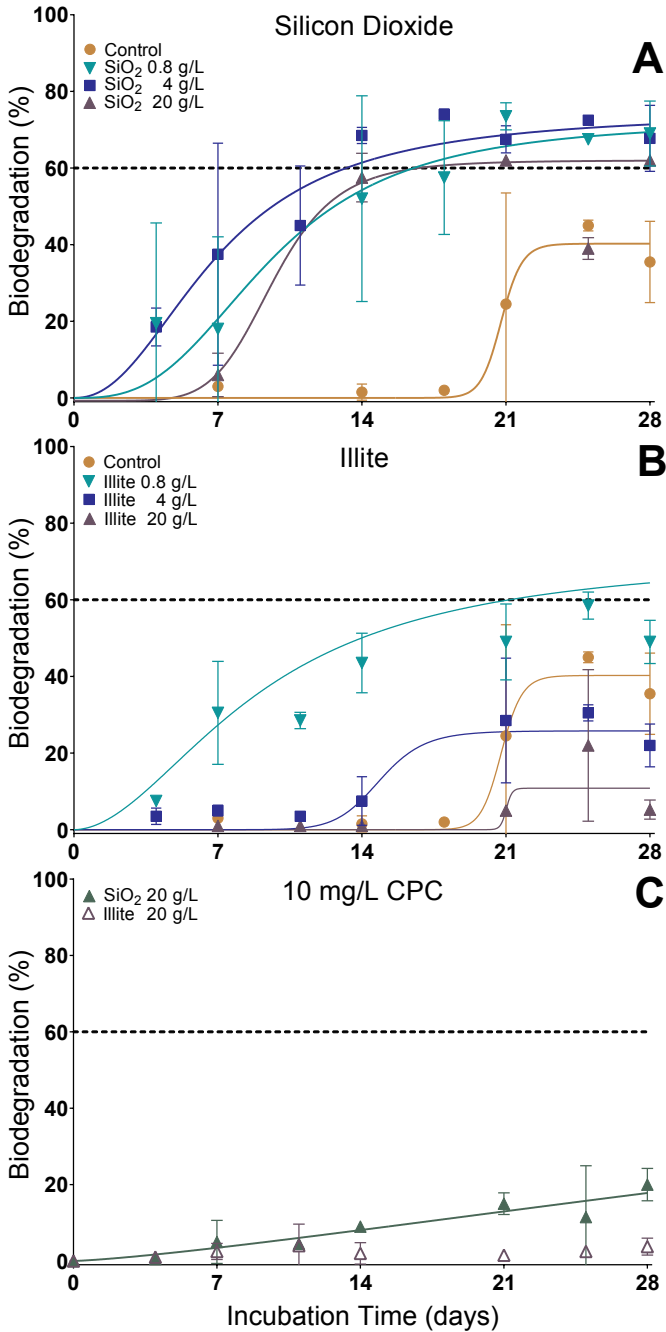 Silicon Dioxide
A
Control
SiO2 0.8 g/L
SiO2 4 g/L
SiO2 20 g/L
Biodegradation (%)
100
80
60
40
20
0
0 7 14 21 28
Illite
B
Control
Illite 0.8 g/L
Illite 4 g/L
Illite 20 g/L
Biodegradation (%)
100
80
60
40
20
0
0 7 14 21 28
10 mg/L CPC
C
SiO2 20 g/L
Illite 20 g/L
Biodegradation (%)
100
80
60
40
20
0
0 7 14 21 28
Incubation Time (days)